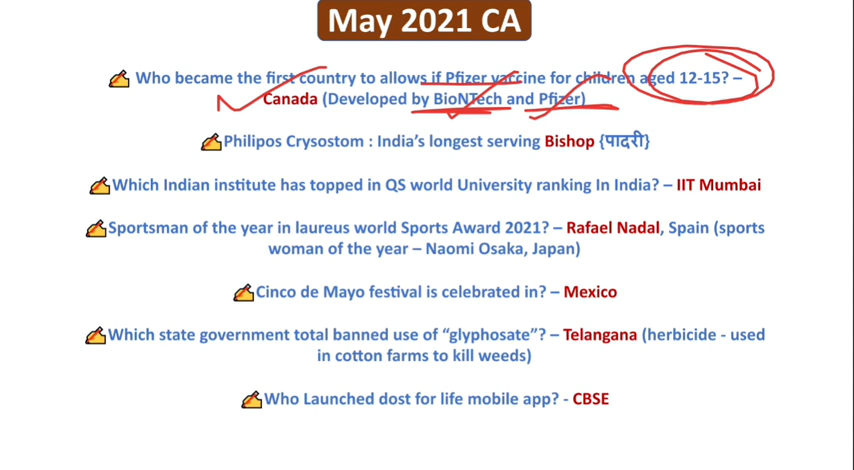 May 2021 CA
Who became the first country to allows if Pfizer vaccine for children aged 12-15? –
Canada (Developed by BioNTech and Pfizer)
Philipos Crysostom : India's longest serving Bishop {पादरी}
Which Indian institute has topped in QS world University ranking In India? – IIT Mumbai
Sportsman of the year in laureus world Sports Award 2021? – Rafael Nadal, Spain (sports
woman of the year – Naomi Osaka, Japan)
Cinco de Mayo festival is celebrated in? – Mexico
Which state government total banned use of “glyphosate”? – Telangana (herbicide - used
in cotton farms to kill weeds)
Who Launched dost for life mobile app? - CBSE